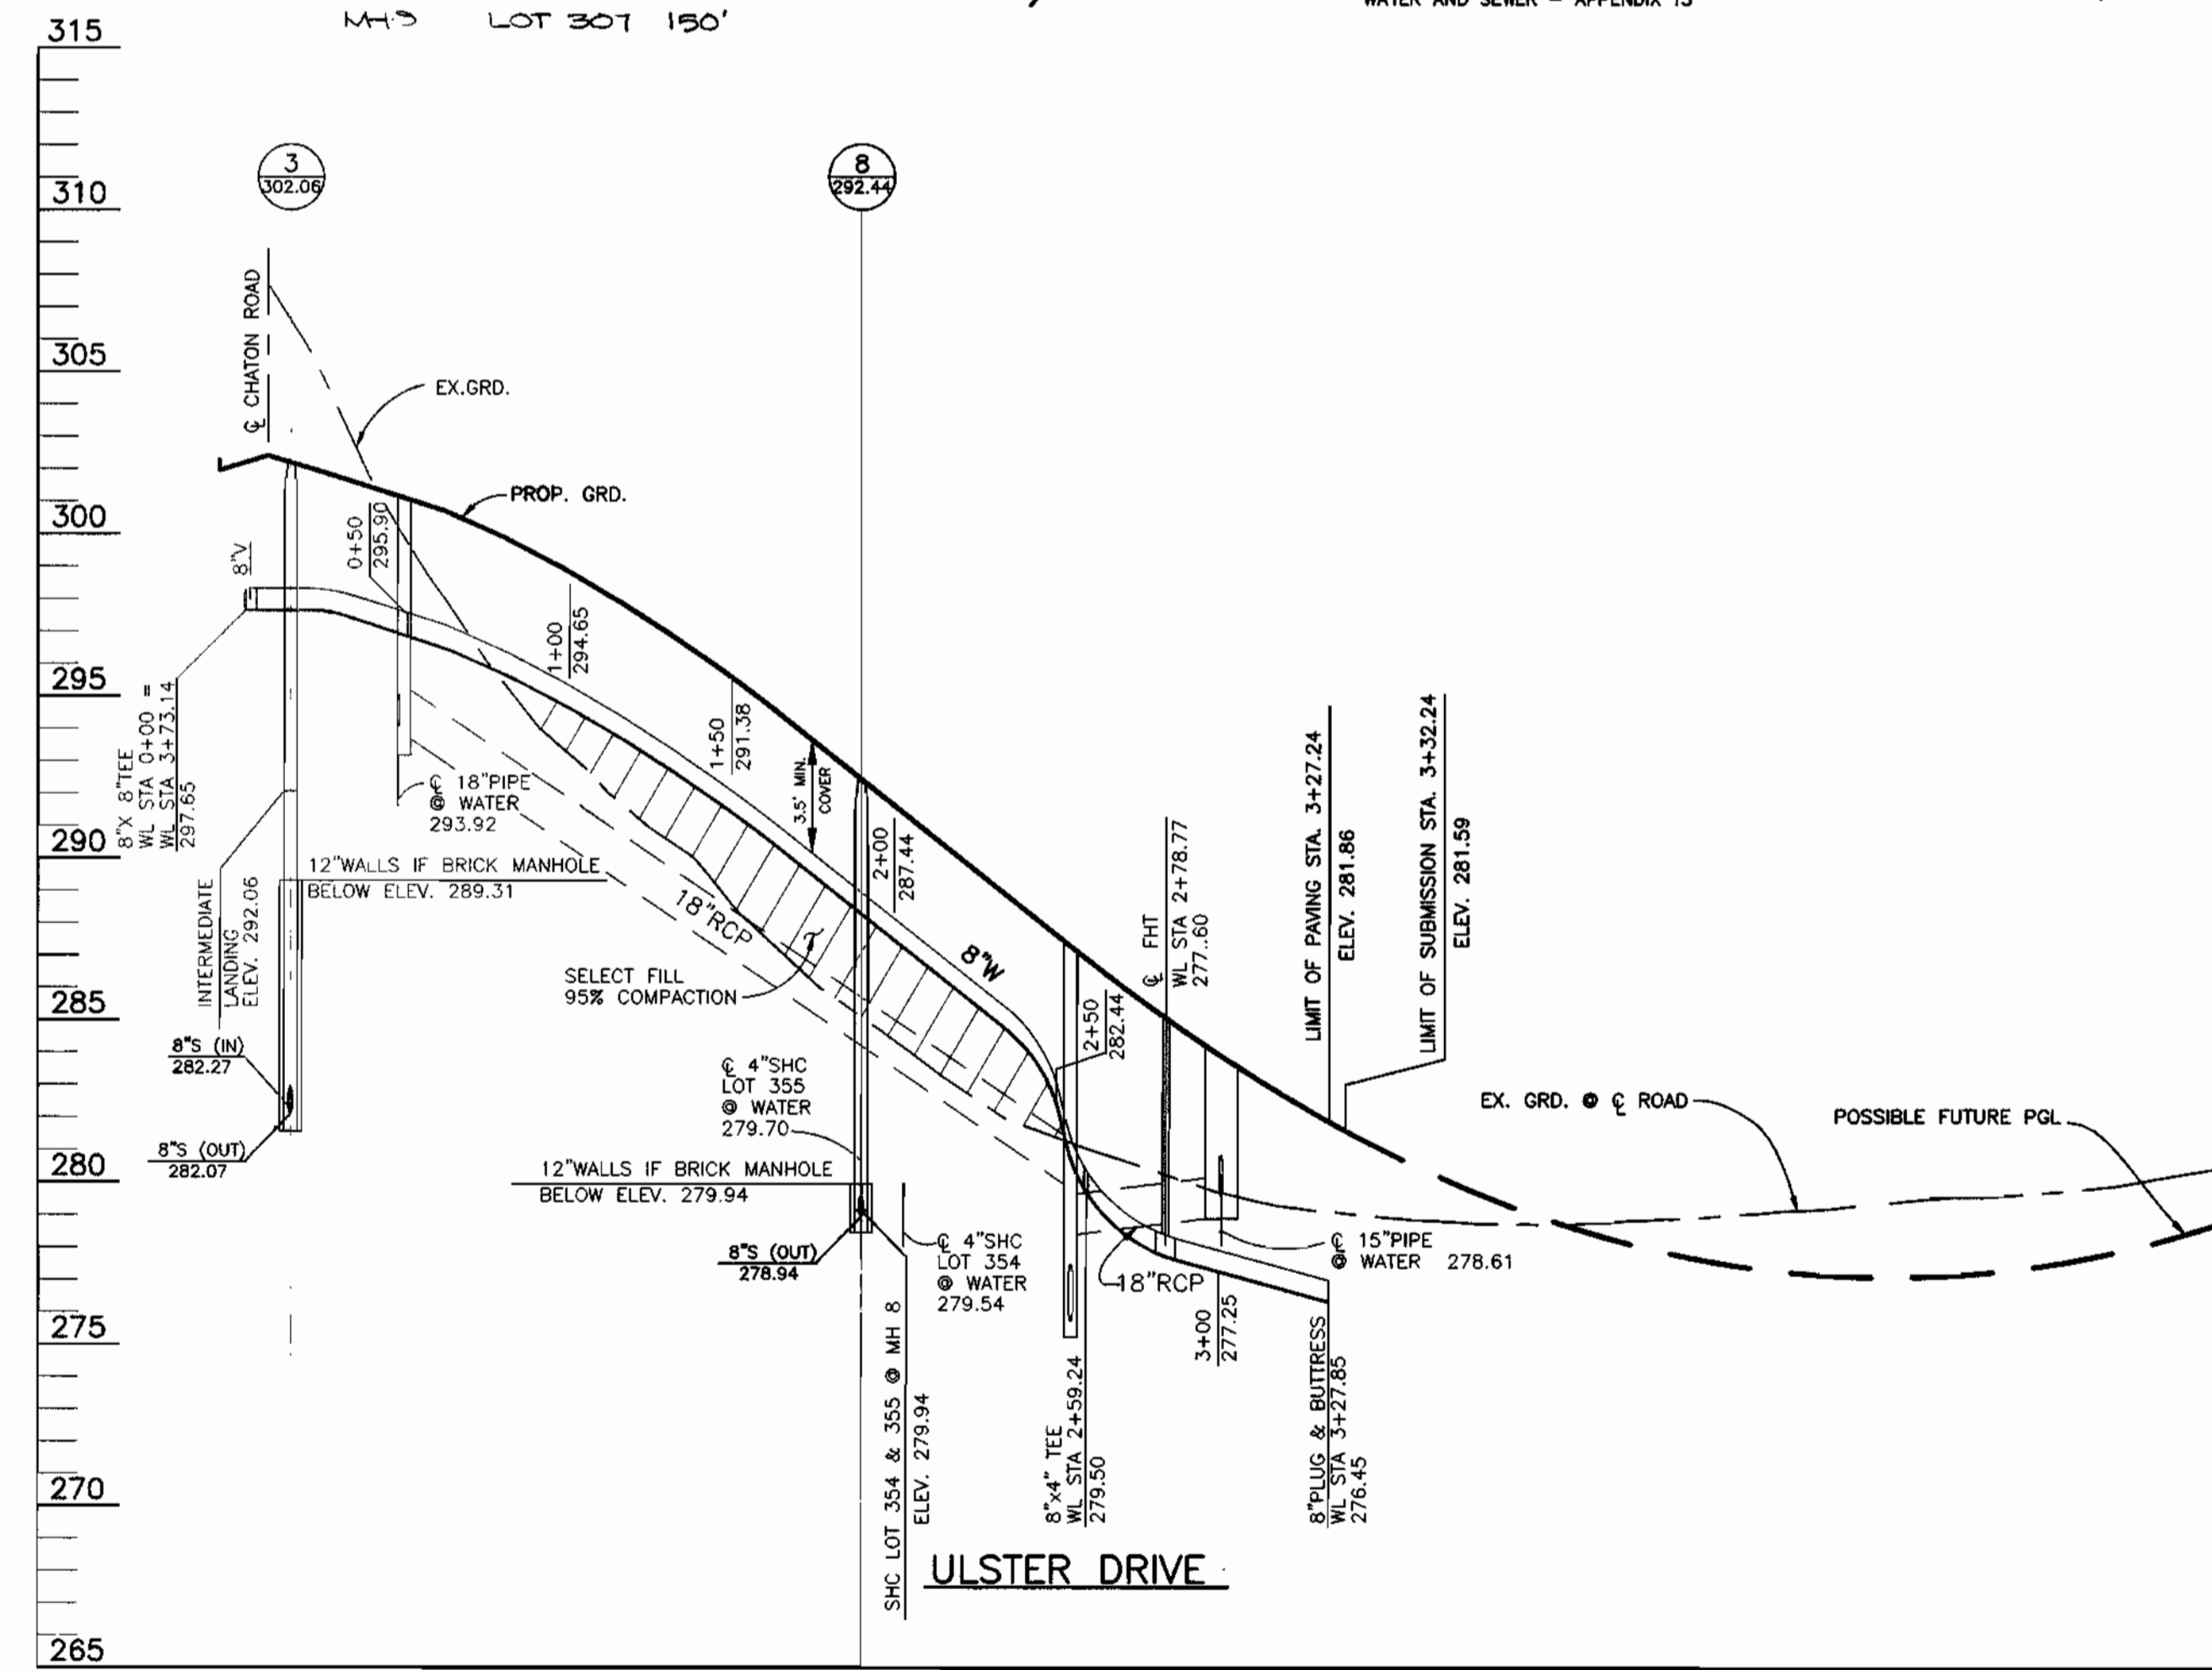 WATER AND SEWER – APPENDIX 15
LOT 307 150'
315
310
305
300
295
290
285
280
275
270
265
3
302.06
8
292.44
℄ CHATON ROAD
EX.GRD.
PROP. GRD.
8"V
0+50
295.90
1+00
294.65
1+50
291.38
3.5' MIN.
COVER
2+00
287.44
8"X 8"TEE
WL STA 0+00 =
WL STA 3+73.14
297.65
℄ 18"PIPE
@ WATER
293.92
12"WALLS IF BRICK MANHOLE
BELOW ELEV. 289.31
INTERMEDIATE
LANDING
ELEV. 292.06
18"RCP
SELECT FILL
95% COMPACTION
8"W
8"S (IN)
282.27
8"S (OUT)
282.07
℄ 4"SHC
LOT 355
@ WATER
279.70
12"WALLS IF BRICK MANHOLE
BELOW ELEV. 279.94
8"S (OUT)
278.94
℄ 4"SHC
LOT 354
@ WATER
279.54
SHC LOT 354 & 355 @ MH 8
ELEV. 279.94
2+50
282.44
℄ FHT
WL STA 2+78.77
277..60
LIMIT OF PAVING STA. 3+27.24
ELEV. 281.86
LIMIT OF SUBMISSION STA. 3+32.24
ELEV. 281.59
EX. GRD. @ ℄ ROAD
POSSIBLE FUTURE PGL
℄ 15"PIPE
@ WATER 278.61
18"RCP
3+00
277.25
8"x4" TEE
WL STA 2+59.24
279.50
8"PLUG & BUTTRESS
WL STA 3+27.85
276.45
ULSTER DRIVE